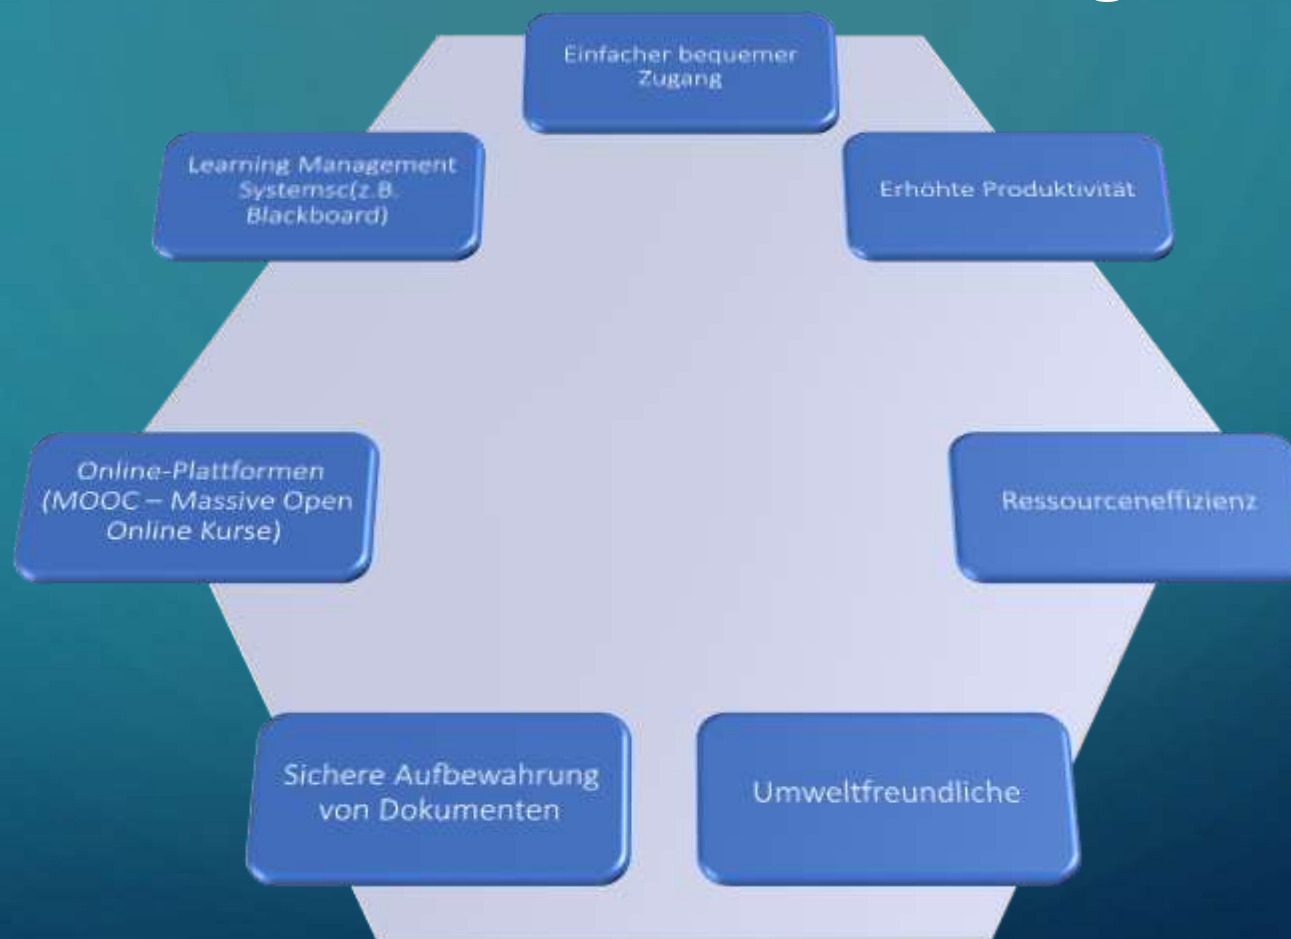 Einfacher bequemer
Zugang
Erhöhte Produktivität
Ressourceneffizienz
Umweltfreundliche
Sichere Aufbewahrung
von Dokumenten
Online-Plattformen
(MOOC – Massive Open
Online Kurse)
Learning Management
Systemsc(z.B.
Blackboard)